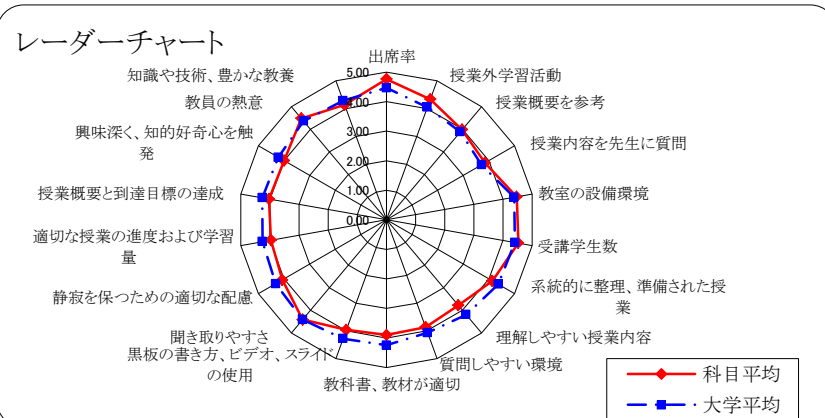 レーダーチャート
出席率
授業外学習活動
授業概要を参考
授業内容を先生に質問
教室の設備環境
受講学生数
系統的に整理、準備された授
業
理解しやすい授業内容
質問しやすい環境
教科書、教材が適切
黒板の書き方、ビデオ、スライド
の使用
聞き取りやすさ
静寂を保つための適切な配慮
適切な授業の進度および学習
量
授業概要と到達目標の達成
興味深く、知的好奇心を触
発
教員の熱意
知識や技術、豊かな教養
5.00
4.00
3.00
2.00
1.00
0.00
科目平均
大学平均